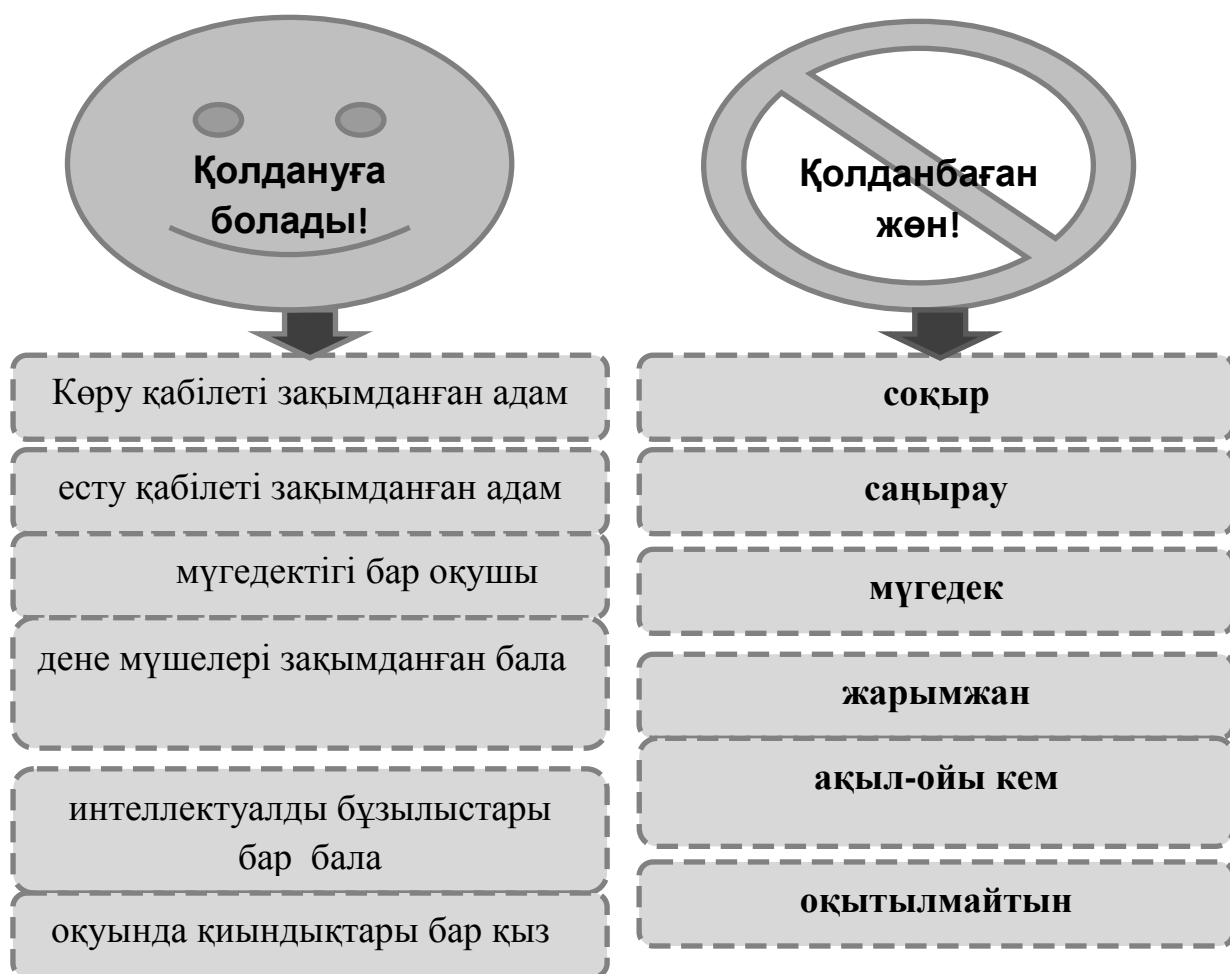 Қолдануға
болады!
Көру қабілеті зақымданған адам
есту қабілеті зақымданған адам
мүгедектігі бар оқушы
дене мүшелері зақымданған бала
интеллектуалды бұзылыстары
бар бала
оқуында қиындықтары бар қыз
Қолданбаған
жөн!
соқыр
саңырау
мүгедек
жарымжан
ақыл-ойы кем
оқытылмайтын